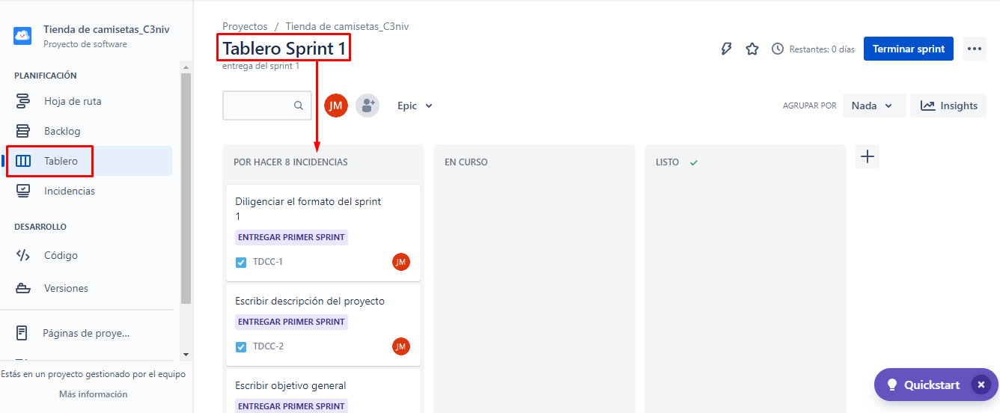 Tienda de camisetas_C3niv
Proyecto de software
PLANIFICACIÓN
Hoja de ruta
Backlog
Tablero
Incidencias
DESARROLLO
Código
Versiones
Páginas de proye...
Estás en un proyecto gestionado por el equipo
Más información
Proyectos / Tienda de camisetas_C3niv
Tablero Sprint 1
entrega del sprint 1
Restantes: 0 días
Terminar sprint
JM
Epic
AGRUPAR POR
Nada
Insights
POR HACER 8 INCIDENCIAS
Diligenciar el formato del sprint
1
ENTREGAR PRIMER SPRINT
TDCC-1
JM
Escribir descripción del proyecto
ENTREGAR PRIMER SPRINT
TDCC-2
JM
Escribir objetivo general
ENTREGAR PRIMER SPRINT
EN CURSO
LISTO
Quickstart